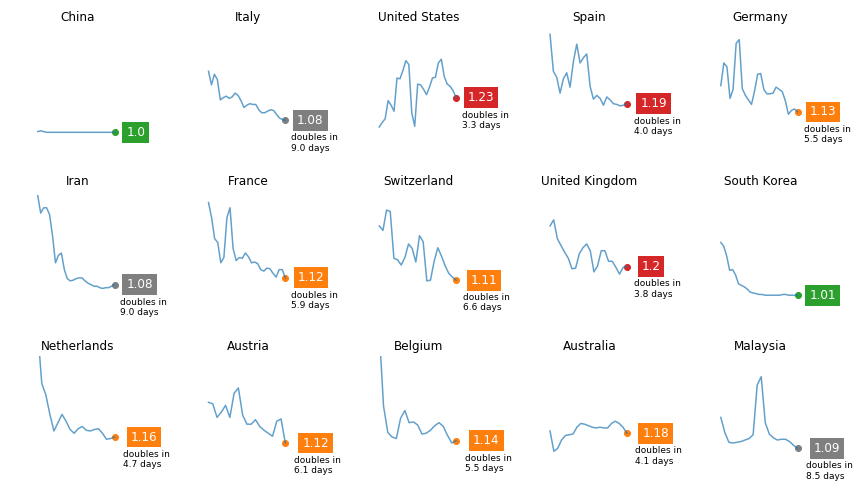 China
Italy
United States
Spain
Germany
1.0
1.08
doubles in
9.0 days
1.23
doubles in
3.3 days
1.19
doubles in
4.0 days
1.13
doubles in
5.5 days
Iran
France
Switzerland
United Kingdom
South Korea
1.08
doubles in
9.0 days
1.12
doubles in
5.9 days
1.11
doubles in
6.6 days
1.2
doubles in
3.8 days
1.01
Netherlands
Austria
Belgium
Australia
Malaysia
1.16
doubles in
4.7 days
1.12
doubles in
6.1 days
1.14
doubles in
5.5 days
1.18
doubles in
4.1 days
1.09
doubles in
8.5 days